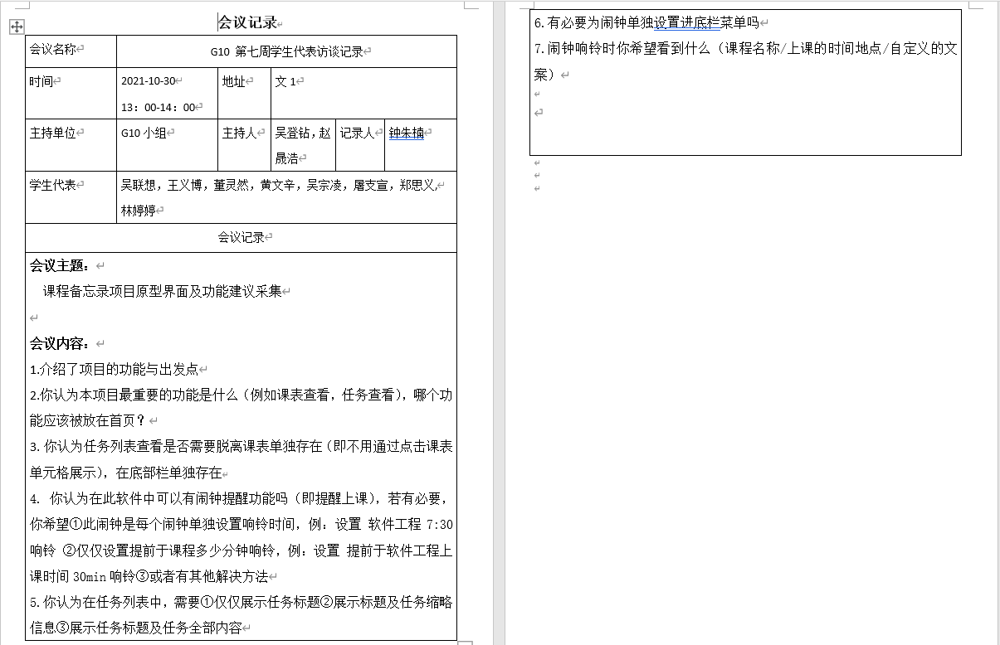 会议记录
会议名称 G10 第七周学生代表访谈记录
时间 2021-10-30 地址 文 1
13：00-14：00
主持单位 G10 小组 主持人 吴登钻，赵 记录人 钟朱楠
晟浩
学生代表 吴联想，王义博，董灵然，黄文辛，吴宗凌，屠支宣，郑思义,
林婷婷
会议记录
会议主题：
课程备忘录项目原型界面及功能建议采集
会议内容：
1.介绍了项目的功能与出发点
2.你认为本项目最重要的功能是什么（例如课表查看，任务查看），哪个功
能应该被放在首页？
3. 你认为任务列表查看是否需要脱离课表单独存在（即不用通过点击课表
单元格展示），在底部栏单独存在
4. 你认为在此软件中可以有闹钟提醒功能吗（即提醒上课），若有必要，
你希望①此闹钟是每个闹钟单独设置响铃时间，例：设置 软件工程 7:30
响铃 ②仅仅设置提前于课程多少分钟响铃，例：设置 提前于软件工程上
课时间 30min 响铃③或者有其他解决方法
5.你认为在任务列表中，需要①仅仅展示任务标题②展示标题及任务缩略
信息③展示任务标题及任务全部内容
6.有必要为闹钟单独设置进底栏菜单吗
7.闹钟响铃时你希望看到什么（课程名称/上课的时间地点/自定义的文
案）